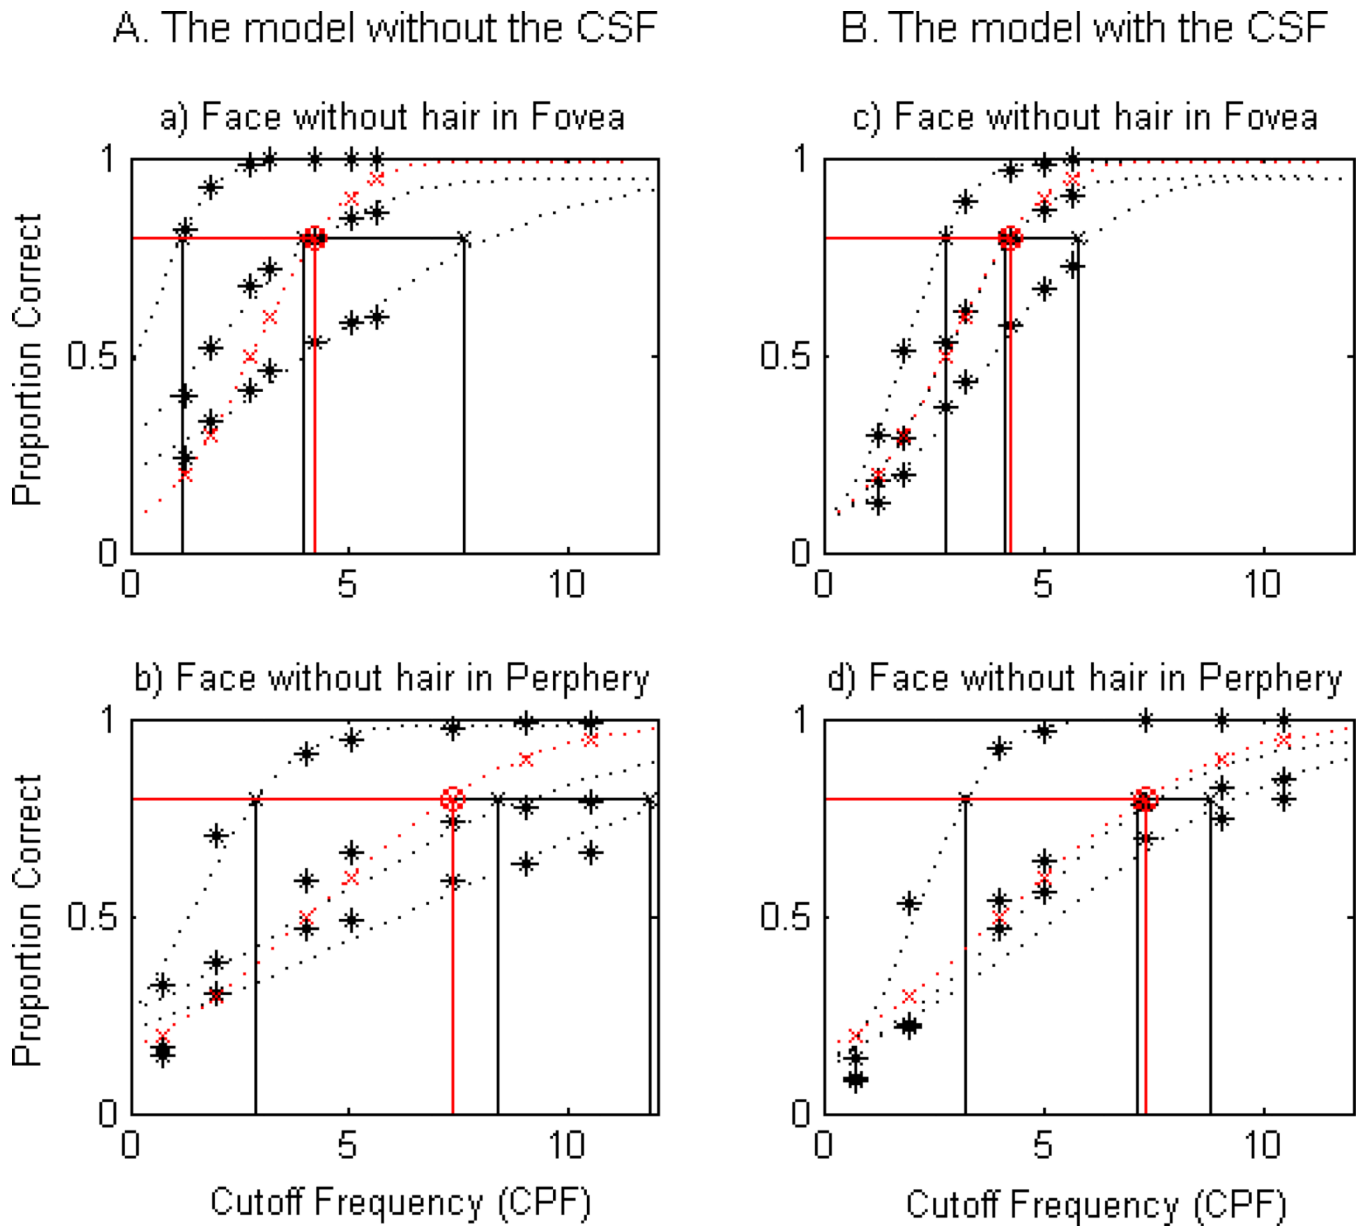 A. The model without the CSF
B. The model with the CSF
a) Face without hair in Fovea
1
0.5
0
0
5
10
Proportion Correct
c) Face without hair in Fovea
1
0.5
0
0
5
10
b) Face without hair in Perphery
1
0.5
0
0
5
10
Proportion Correct
Cutoff Frequency (CPF)
d) Face without hair in Perphery
1
0.5
0
0
5
10
Cutoff Frequency (CPF)